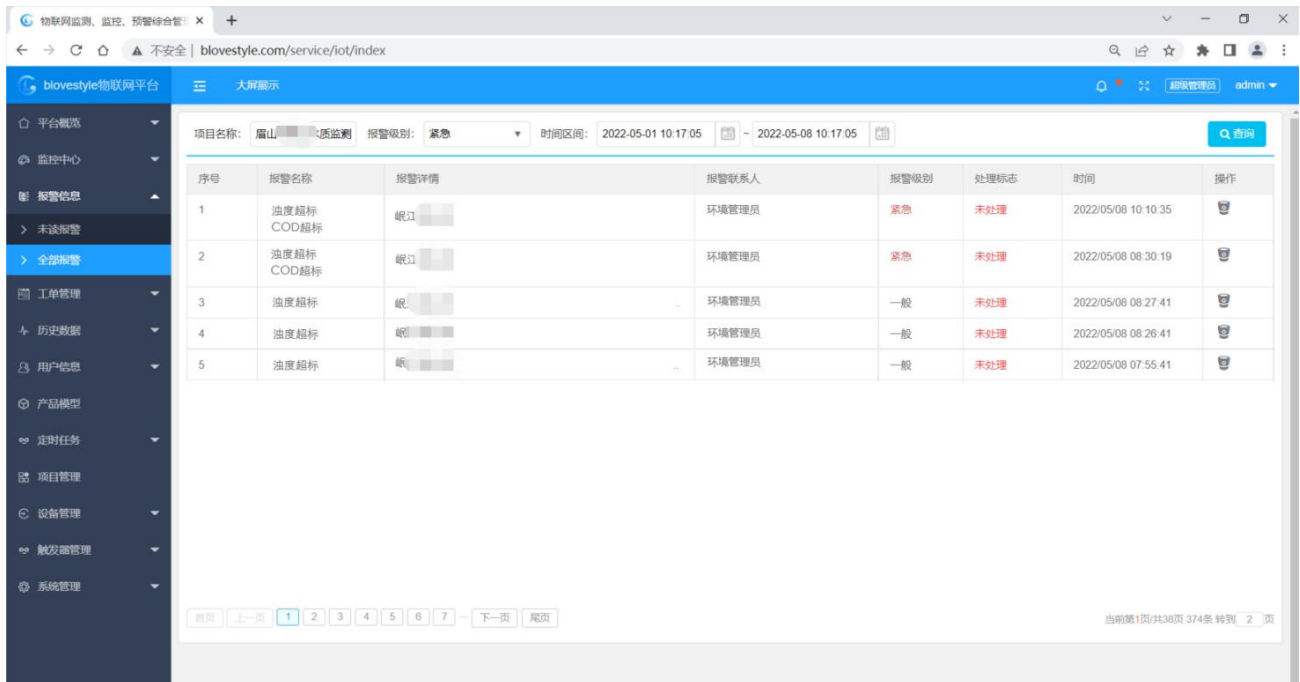 物联网监测、监控、预警综合管
不安全 | blovestyle.com/service/iot/index
blovestyle物联网平台
大屏展示
超级管理员 admin
平台概览
监控中心
报警信息
未读报警
全部报警
工单管理
历史数据
用户信息
产品模型
定时任务
项目管理
设备管理
触发器管理
系统管理
项目名称: 眉山 质监测 报警级别: 紧急 时间区间: 2022-05-01 10:17:05 ~ 2022-05-08 10:17:05 查询
序号 报警名称 报警详情 报警联系人 报警级别 处理标志 时间 操作
1 浊度超标 岷江 环境管理员 紧急 未处理 2022/05/08 10:10:35
COD超标
2 浊度超标 岷江 环境管理员 紧急 未处理 2022/05/08 08:30:19
COD超标
3 浊度超标 岷 ... 环境管理员 一般 未处理 2022/05/08 08:27:41
4 浊度超标 岷 环境管理员 一般 未处理 2022/05/08 08:26:41
5 浊度超标 岷 ... 环境管理员 一般 未处理 2022/05/08 07:55:41
首页 上一页 1 2 3 4 5 6 7 ... 下一页 尾页
当前第1页/共38页 374条 转到 2 页